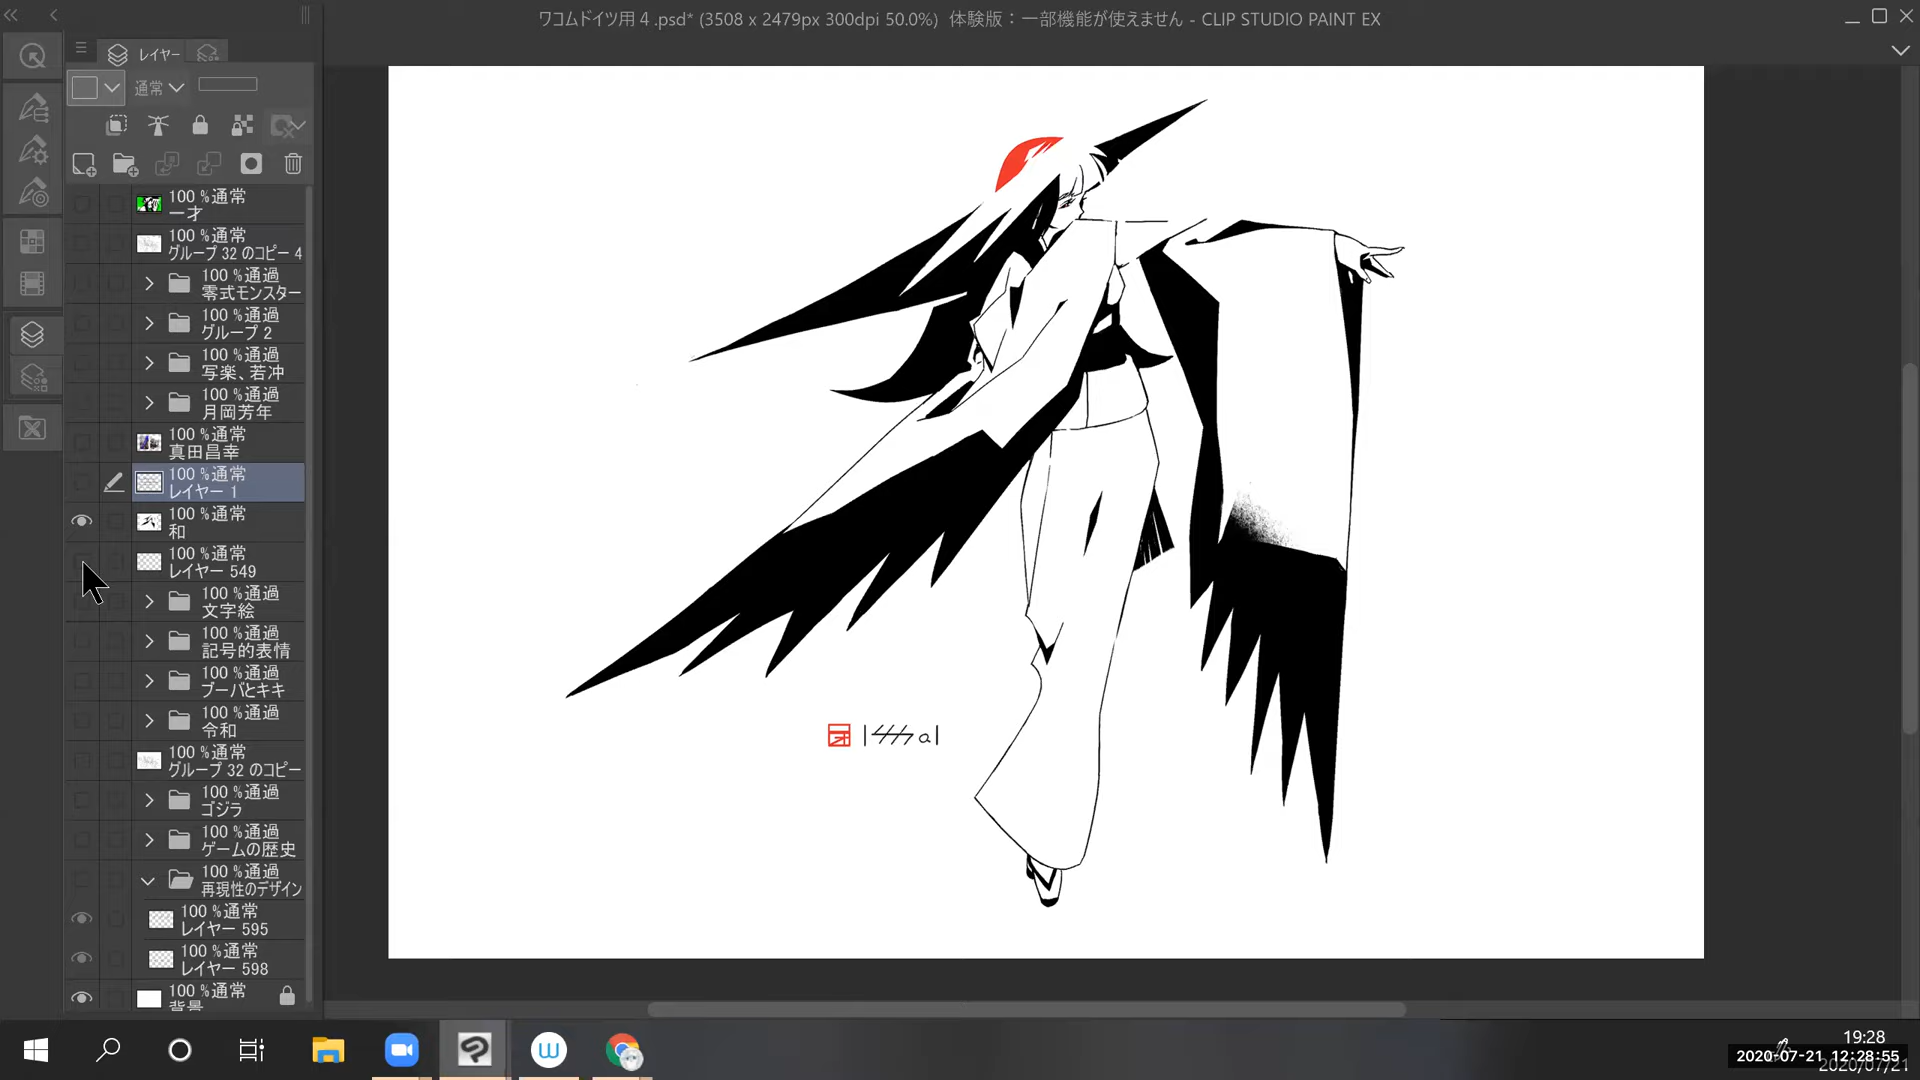 ワコムドイツ用４.psd* (3508 x 2479px 300dpi 50.0%) 体験版：一部機能が使えません - CLIP STUDIO PAINT EX
レイヤー
通常
100 %通常
一才
100 %通常
グループ 32 のコピー 4
100 %通過
零式モンスター
100 %通過
グループ 2
100 %通過
写楽、若冲
100 %通過
月岡芳年
100 %通常
真田昌幸
100 %通常
レイヤー 1
100 %通常
和
100 %通常
レイヤー 549
100 %通過
文字絵
100 %通過
記号的表情
100 %通過
ブーバとキキ
100 %通過
令和
100 %通常
グループ 32 のコピー
100 %通過
ゴジラ
100 %通過
ゲームの歴史
100 %通過
再現性のデザイン
100 %通常
レイヤー 595
100 %通常
レイヤー 598
100 %通常
背景
19:28
2020-07-21 12:28:55
2020/07/21